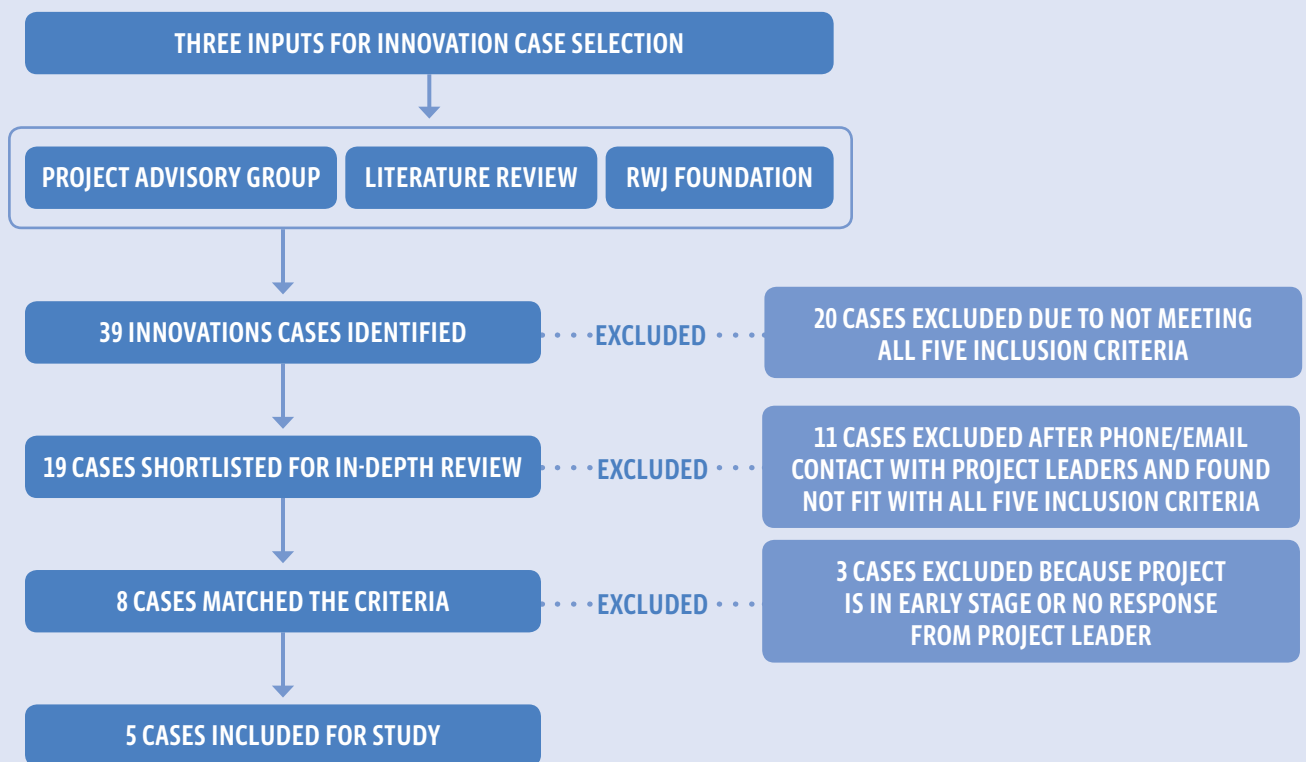 THREE INPUTS FOR INNOVATION CASE SELECTION
PROJECT ADVISORY GROUP
LITERATURE REVIEW
RWJ FOUNDATION
39 INNOVATIONS CASES IDENTIFIED
EXCLUDED
20 CASES EXCLUDED DUE TO NOT MEETING
ALL FIVE INCLUSION CRITERIA
19 CASES SHORTLISTED FOR IN-DEPTH REVIEW
EXCLUDED
11 CASES EXCLUDED AFTER PHONE/EMAIL
CONTACT WITH PROJECT LEADERS AND FOUND
NOT FIT WITH ALL FIVE INCLUSION CRITERIA
8 CASES MATCHED THE CRITERIA
EXCLUDED
3 CASES EXCLUDED BECAUSE PROJECT
IS IN EARLY STAGE OR NO RESPONSE
FROM PROJECT LEADER
5 CASES INCLUDED FOR STUDY